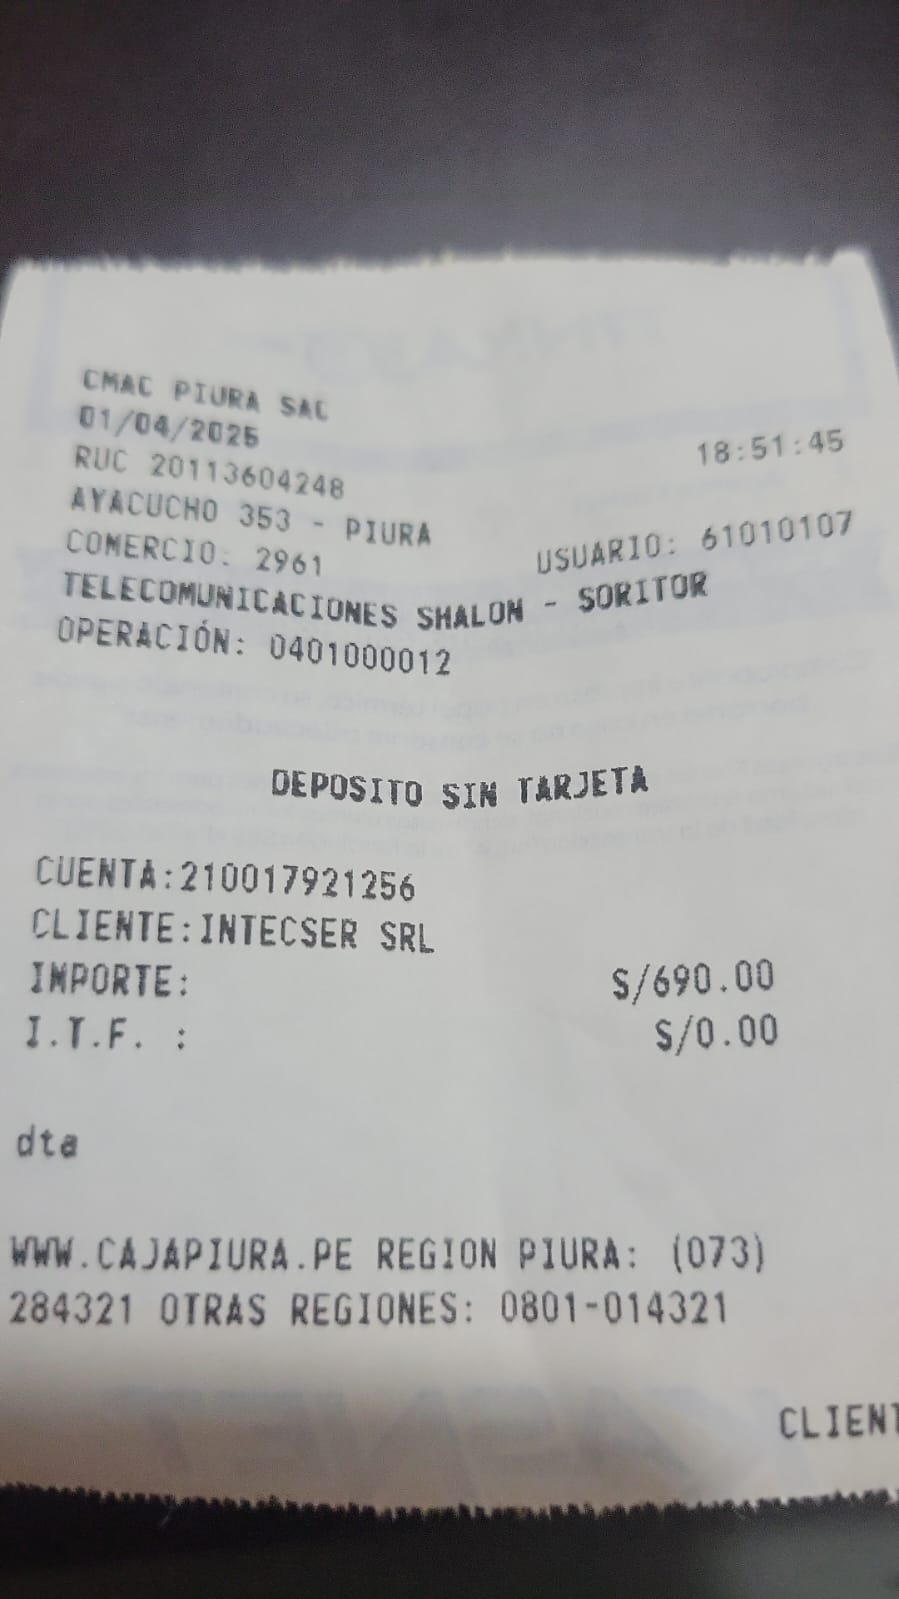 CMAC PIURA SAC
01/04/2025 18:51:45
RUC 20113604248
AYACUCHO 353 - PIURA
COMERCIO: 2961 USUARIO: 61010107
TELECOMUNICACIONES SHALON - SORITOR
OPERACIÓN: 0401000012
DEPOSITO SIN TARJETA
CUENTA:210017921256
CLIENTE:INTECSER SRL
IMPORTE: S/690.00
I.T.F. : S/0.00
dta
WWW.CAJAPIURA.PE REGION PIURA: (073)
284321 OTRAS REGIONES: 0801-014321
CLIENT